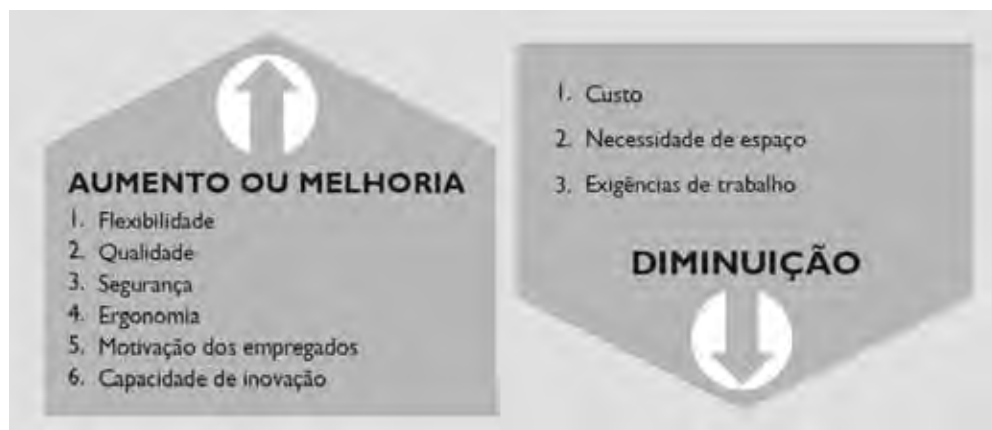 AUMENTO OU MELHORIA
1. Flexibilidade
2. Qualidade
3. Segurança
4. Ergonomia
5. Motivação dos empregados
6. Capacidade de inovação
1. Custo
2. Necessidade de espaço
3. Exigências de trabalho
DIMINUIÇÃO